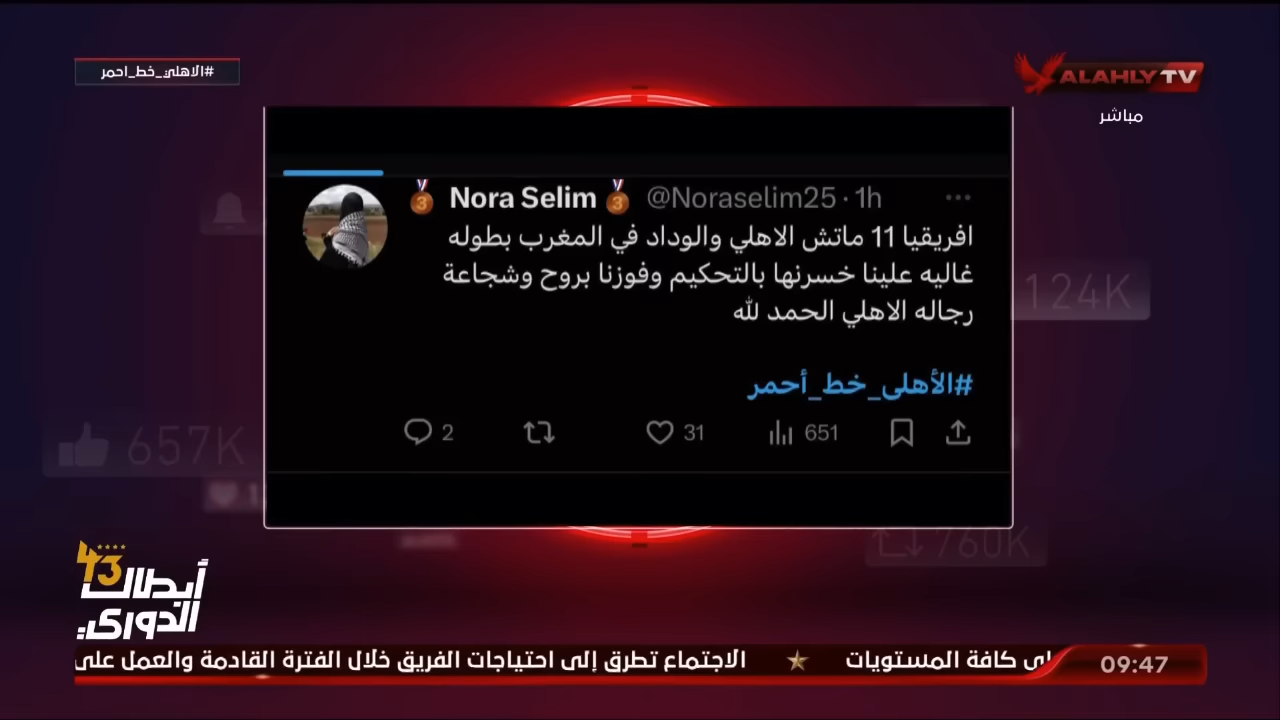 #الاهلي_خط_احمر
ALAHLY TV
مباشر
Nora Selim @Noraselim25 · 1h
افريقيا 11 ماتش الاهلي والوداد في المغرب بطوله
غاليه علينا خسرنها بالتحكيم وفوزنا بروح وشجاعة
رجاله الاهلي الحمد لله
#الأهلى_خط_أحمر
2 31 651
124K
657K
760K
43
أبطال
الدوري
كافة المستويات ★ الاجتماع تطرق إلى احتياجات الفريق خلال الفترة القادمة والعمل على
09:47